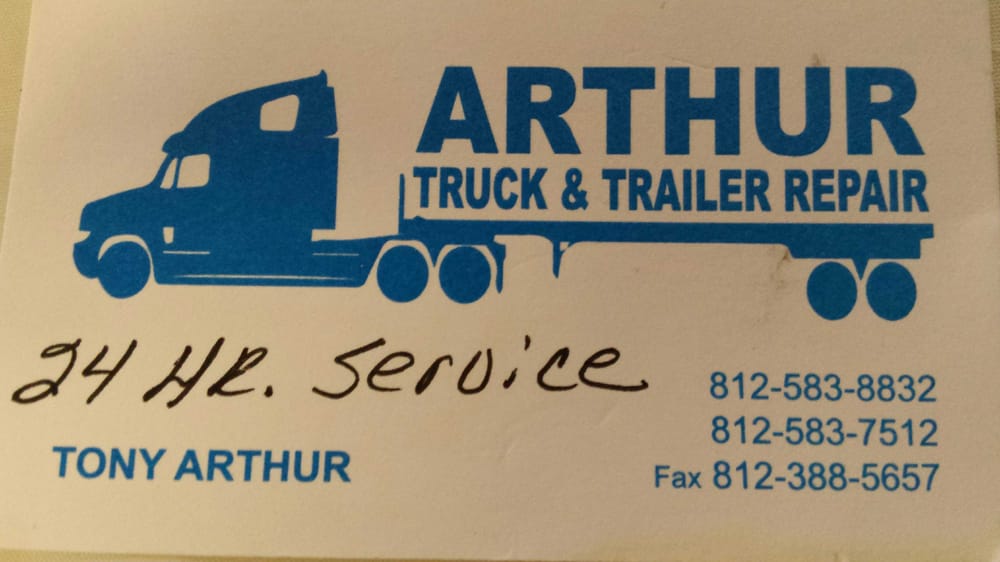 ARTHUR
TRUCK & TRAILER REPAIR
24 HR. Service
TONY ARTHUR
812-583-8832
812-583-7512
Fax 812-388-5657